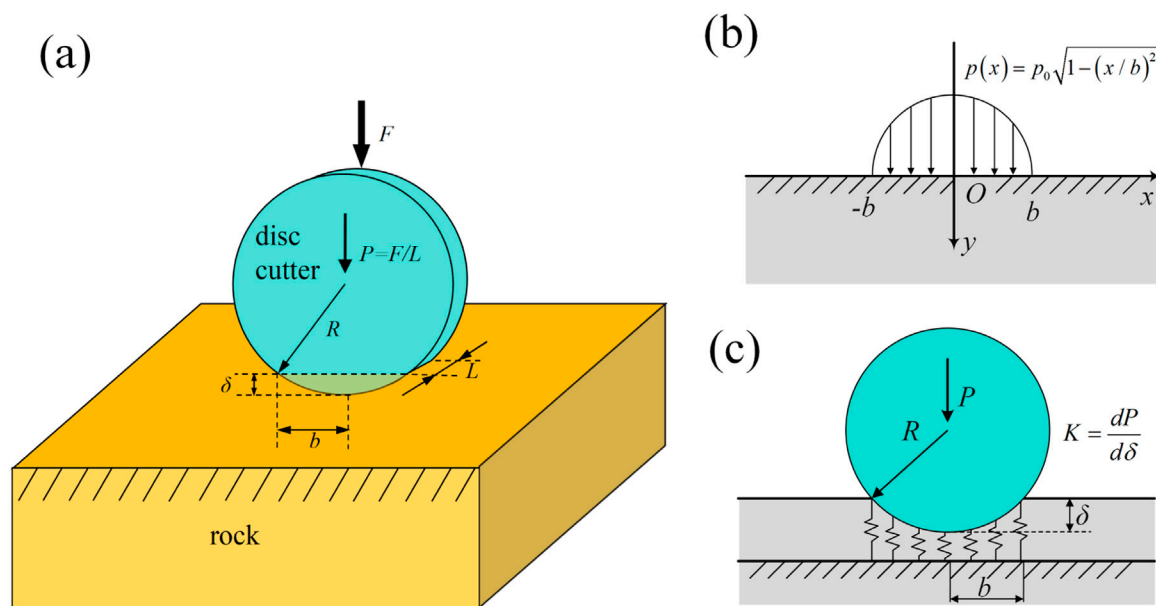 (a)
F
disc
cutter
P=F/L
R
δ
L
b
rock
(b)
p(x) = p₀√1−(x/b)²
-b
O
b
x
y
(c)
P
R
K = dP/dδ
δ
b